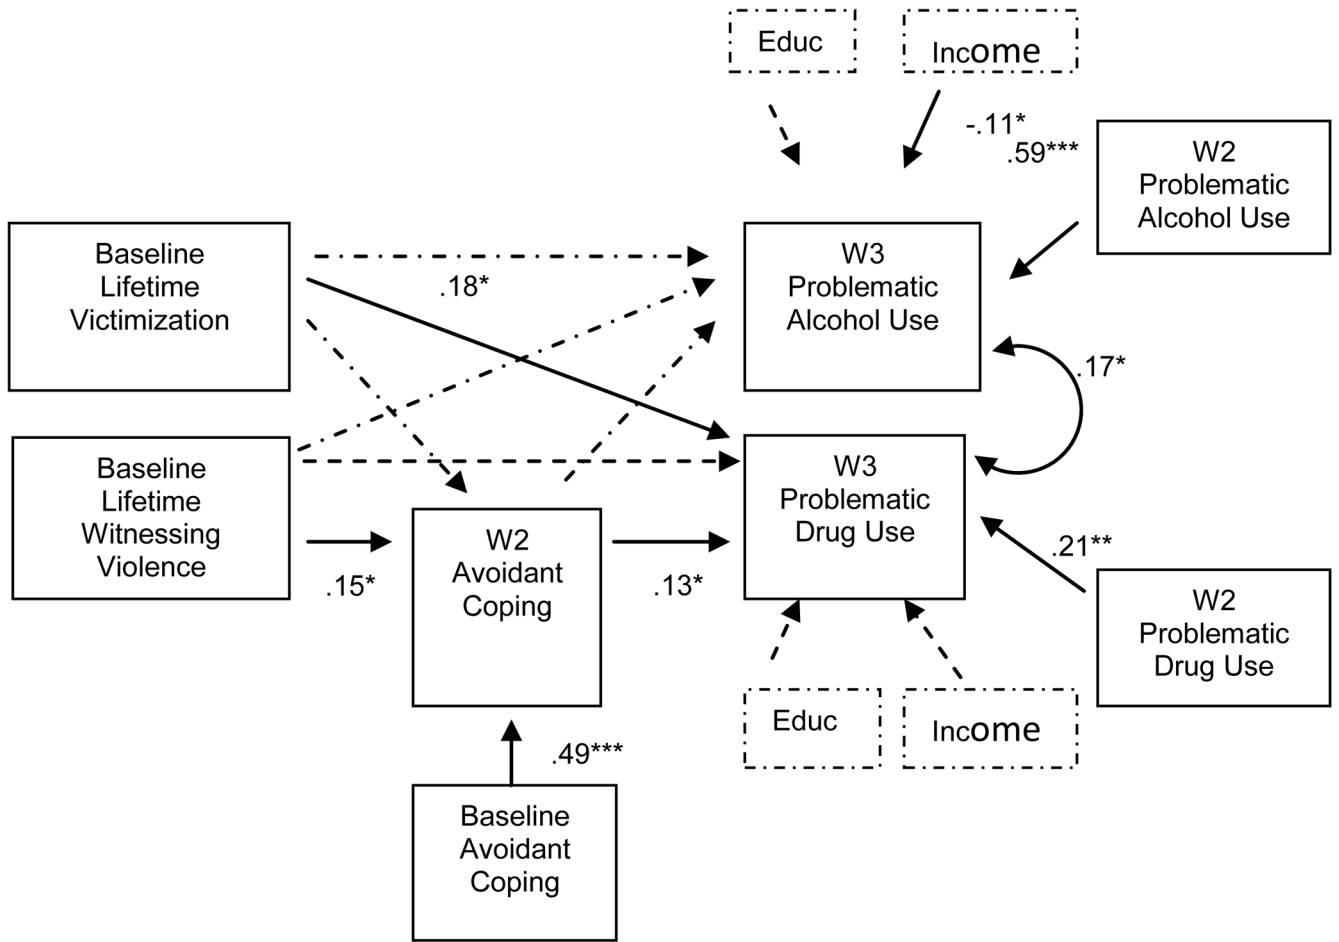 Educ
Income
-.11*
.59***
W2
Problematic
Alcohol Use
Baseline
Lifetime
Victimization
.18*
W3
Problematic
Alcohol Use
.17*
Baseline
Lifetime
Witnessing
Violence
.15*
W2
Avoidant
Coping
.13*
W3
Problematic
Drug Use
.21**
W2
Problematic
Drug Use
Educ
Income
.49***
Baseline
Avoidant
Coping